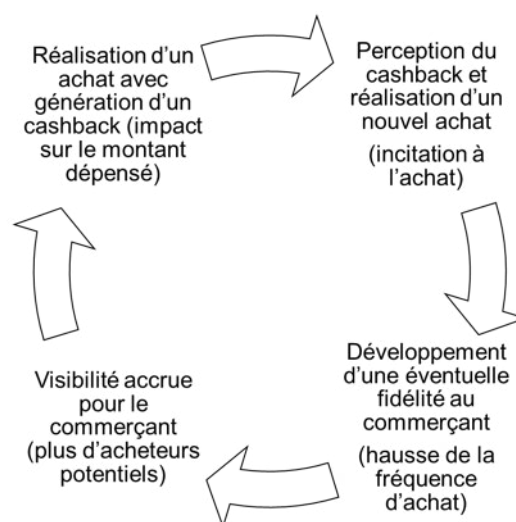 Réalisation d'un
achat avec
génération d'un
cashback (impact
sur le montant
dépensé)
Perception du
cashback et
réalisation d'un
nouvel achat
(incitation à
l'achat)
Développement
d'une éventuelle
fidélité au
commerçant
(hausse de la
fréquence
d'achat)
Visibilité accrue
pour le
commerçant
(plus d'acheteurs
potentiels)